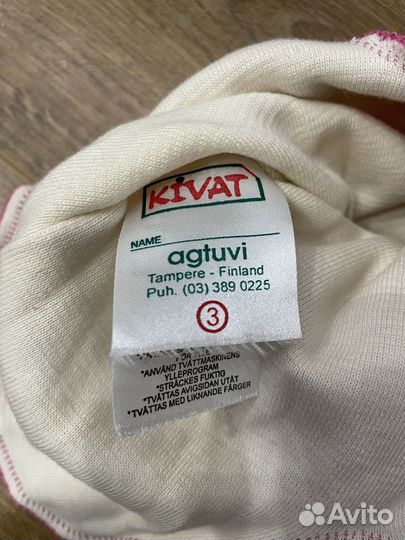 KIVAT
NAME
agtuvi
Tampere - Finland
Puh. (03) 389 0225
3
*ANVÄND TVÄTTMASKINENS
YLLEPROGRAM
*STRÄCKES FUKTIG
*TVÄTTAS AVIGSIDAN UTÅT
*TVÄTTAS MED LIKNANDE FÄRGER
Avito